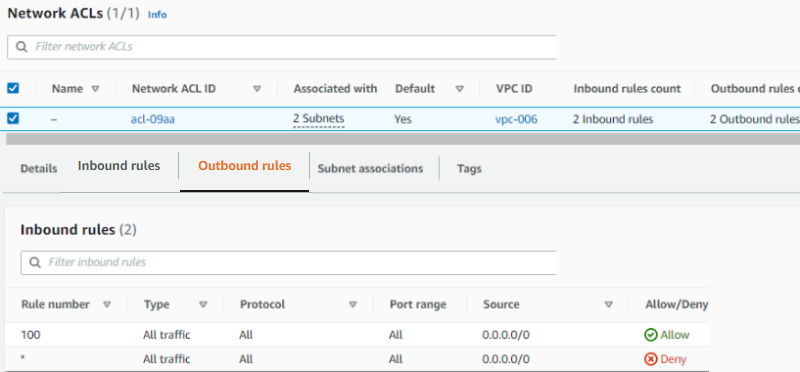 Network ACLs (1/1) Info
Filter network ACLs
Name Network ACL ID Associated with Default VPC ID Inbound rules count Outbound rules
– acl-09aa 2 Subnets Yes vpc-006 2 Inbound rules 2 Outbound rules
Details Inbound rules Outbound rules Subnet associations Tags
Inbound rules (2)
Filter inbound rules
Rule number Type Protocol Port range Source Allow/Deny
100 All traffic All All 0.0.0.0/0 Allow
* All traffic All All 0.0.0.0/0 Deny